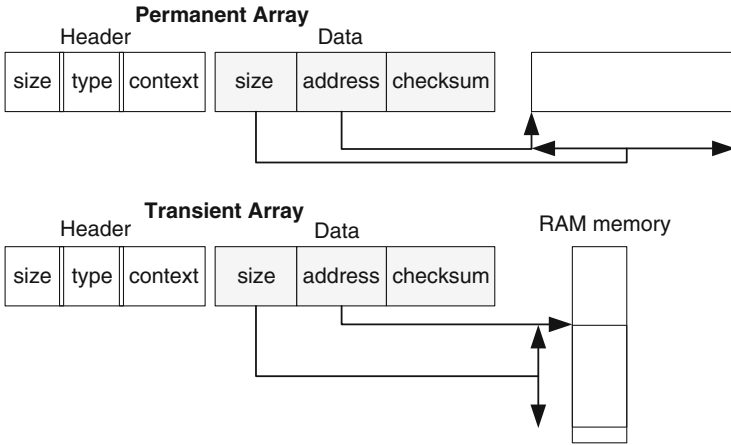 Permanent Array
Header Data
size type context size address checksum
Transient Array
Header Data RAM memory
size type context size address checksum